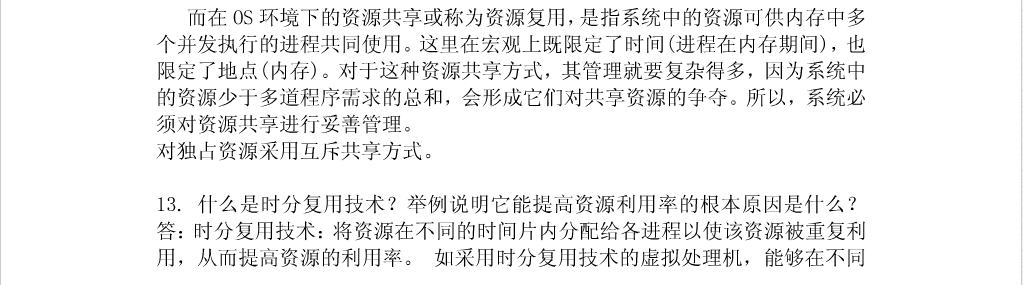 而在 OS 环境下的资源共享或称为资源复用，是指系统中的资源可供内存中多
个并发执行的进程共同使用。这里在宏观上既限定了时间(进程在内存期间)，也
限定了地点(内存)。对于这种资源共享方式，其管理就要复杂得多，因为系统中
的资源少于多道程序需求的总和，会形成它们对共享资源的争夺。所以，系统必
须对资源共享进行妥善管理。
对独占资源采用互斥共享方式。
13. 什么是时分复用技术？举例说明它能提高资源利用率的根本原因是什么？
答：时分复用技术：将资源在不同的时间片内分配给各进程以使该资源被重复利
用，从而提高资源的利用率。 如采用时分复用技术的虚拟处理机，能够在不同